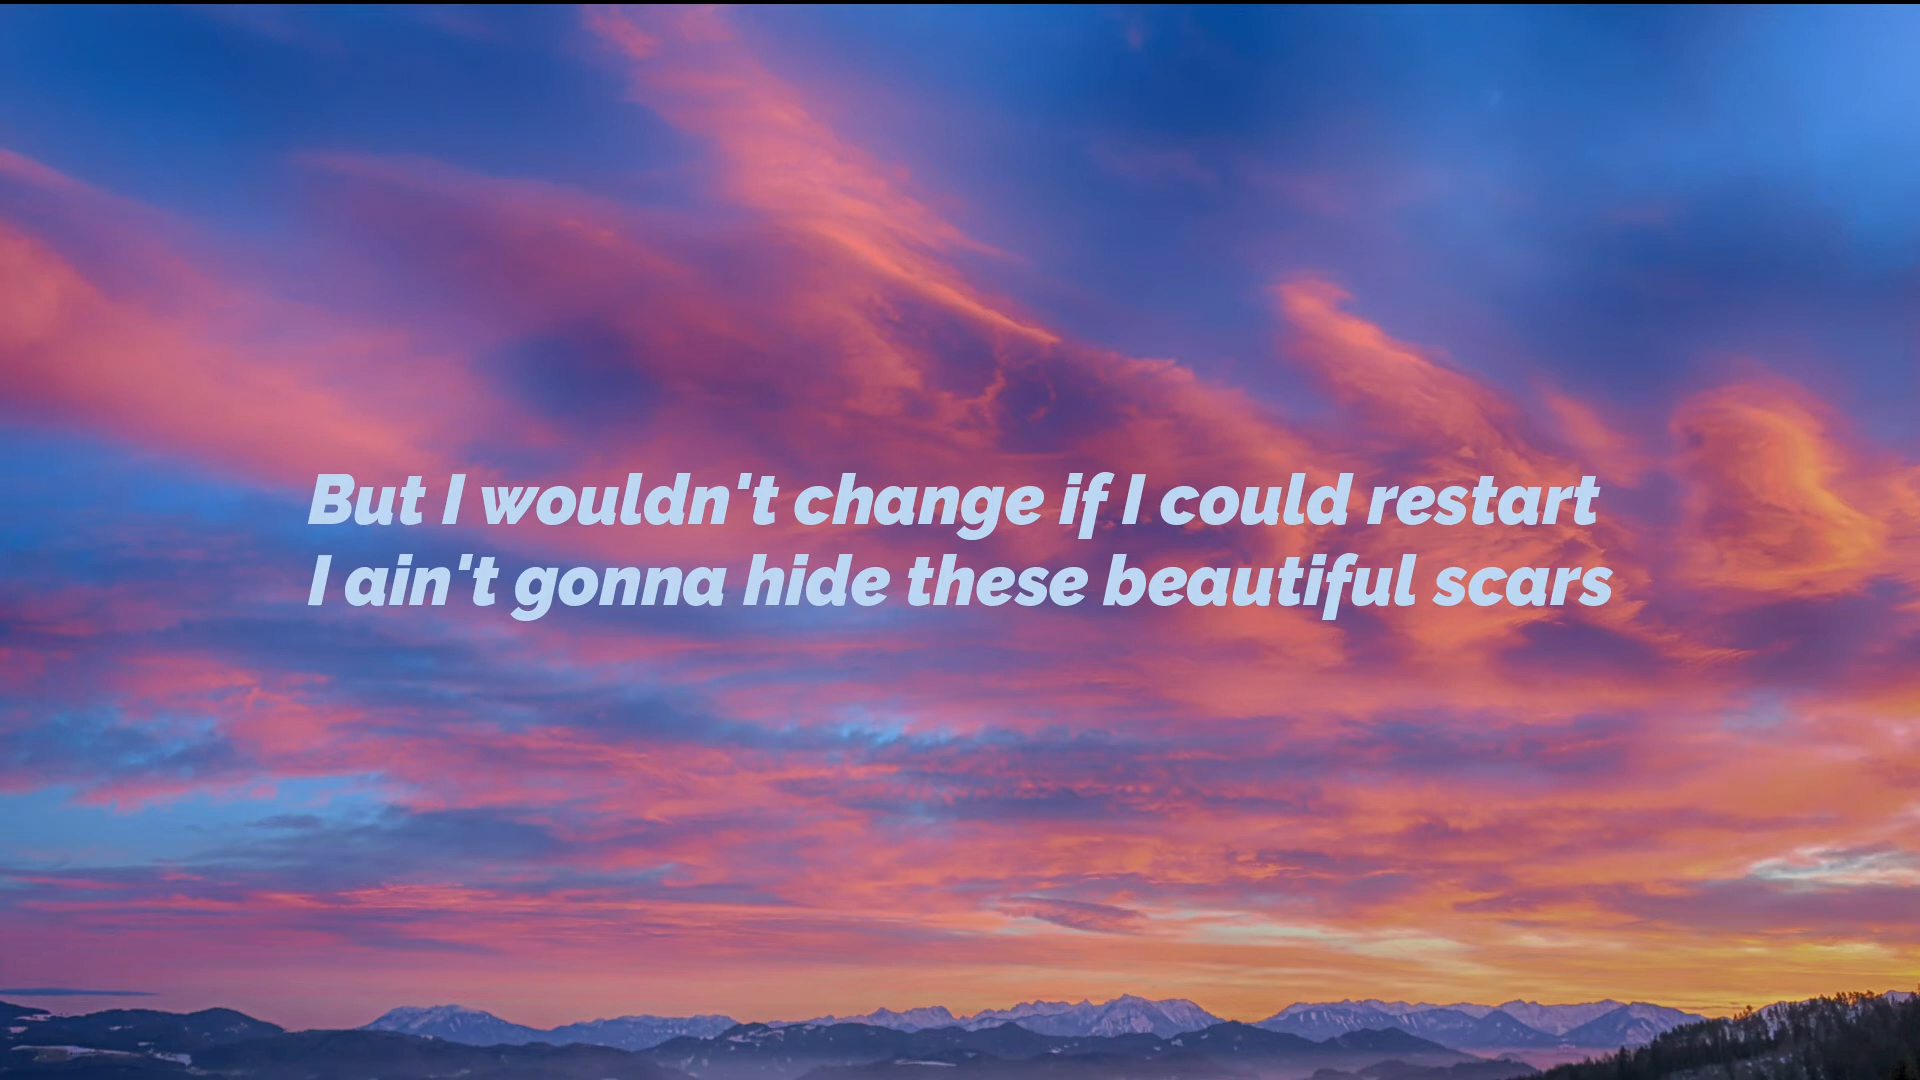 But I wouldn't change if I could restart
I ain't gonna hide these beautiful scars